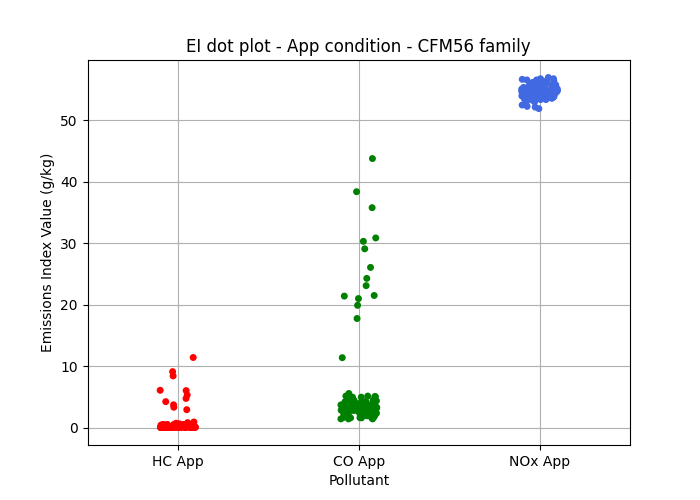 EI dot plot - App condition - CFM56 family
Emissions Index Value (g/kg)
50
40
30
20
10
0
HC App
CO App
NOx App
Pollutant